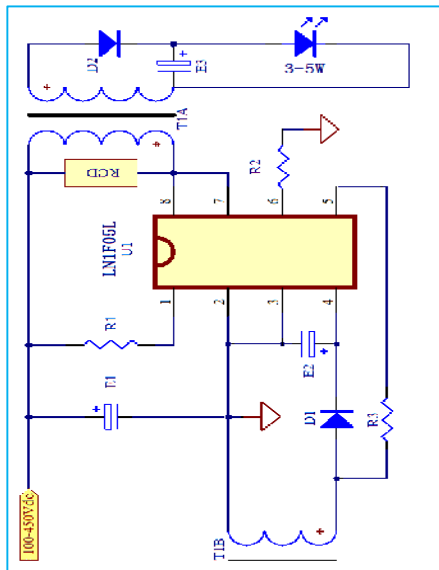 D2
E3
3-5W
T1A
RCD
R2
8
7
6
5
LN1F05L
U1
1
2
3
4
R1
E2
E1
D1
R3
100-450Vdc
T1B